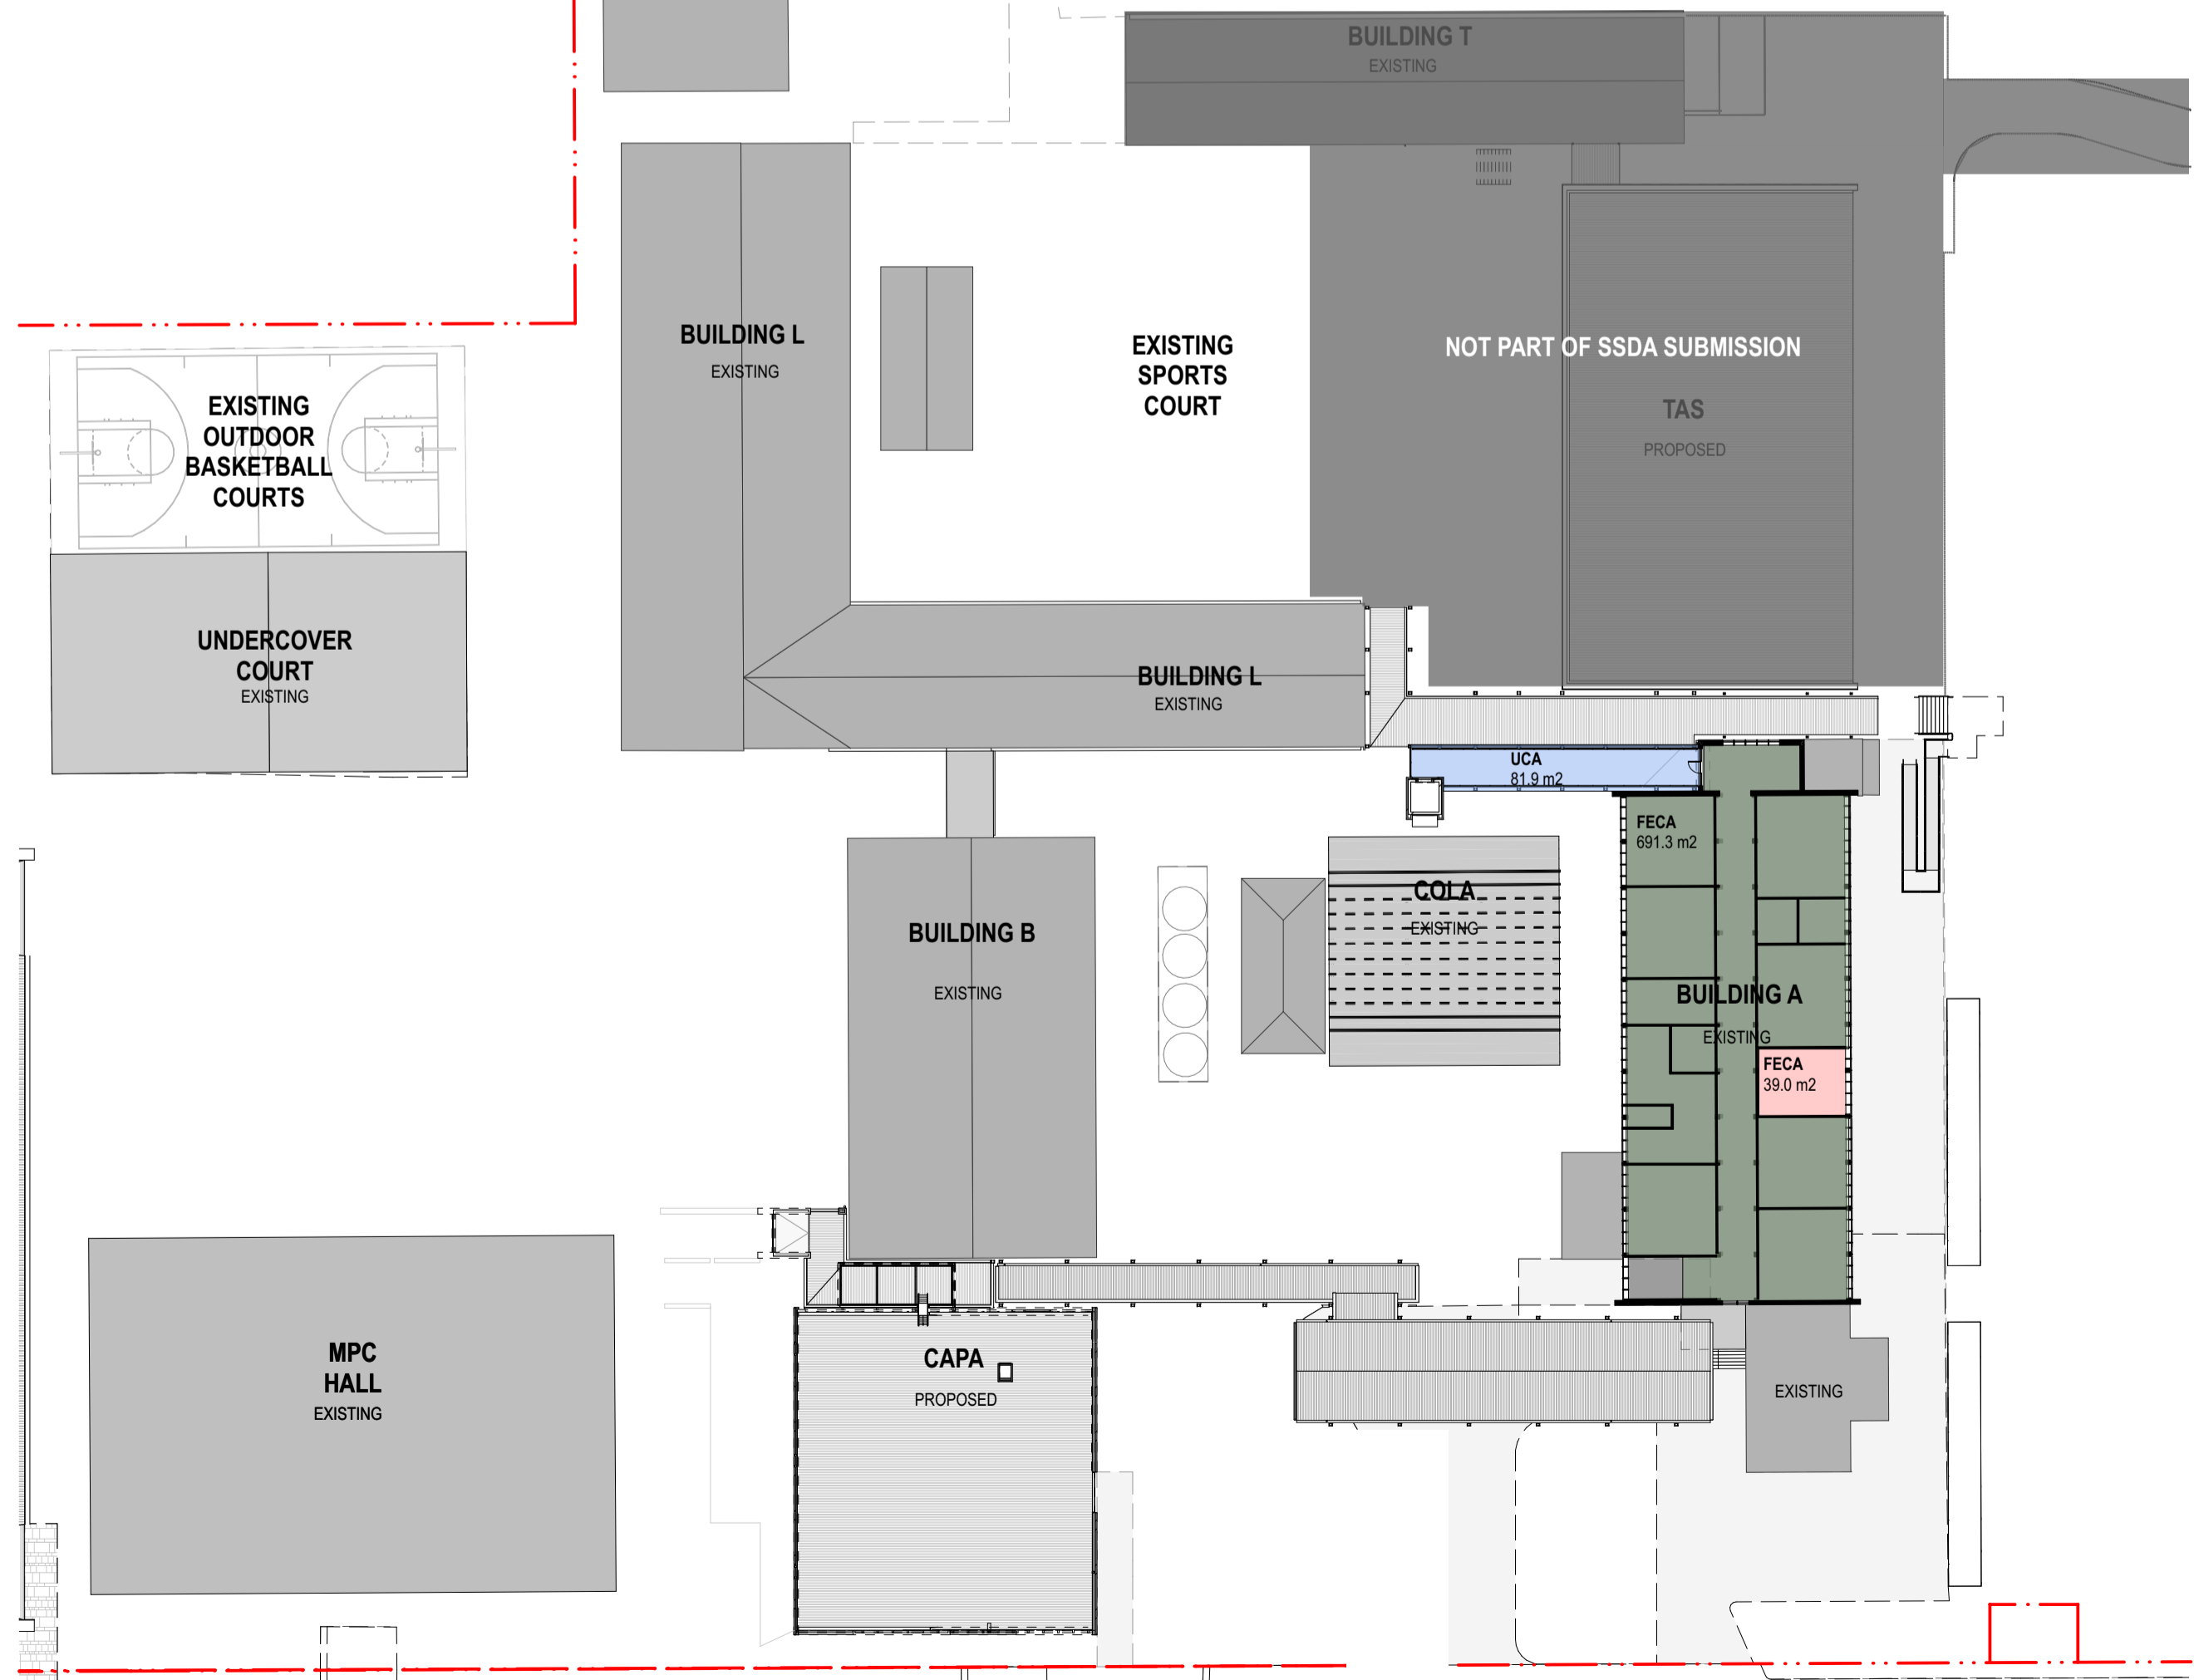 BUILDING T
EXISTING
BUILDING L
EXISTING
EXISTING
SPORTS
COURT
NOT PART OF SSDA SUBMISSION
TAS
PROPOSED
EXISTING
OUTDOOR
BASKETBALL
COURTS
UNDERCOVER
COURT
EXISTING
BUILDING L
EXISTING
UCA
81.9 m2
FECA
691.3 m2
COLA
EXISTING
BUILDING B
EXISTING
BUILDING A
EXISTING
FECA
39.0 m2
MPC
HALL
EXISTING
CAPA
PROPOSED
EXISTING